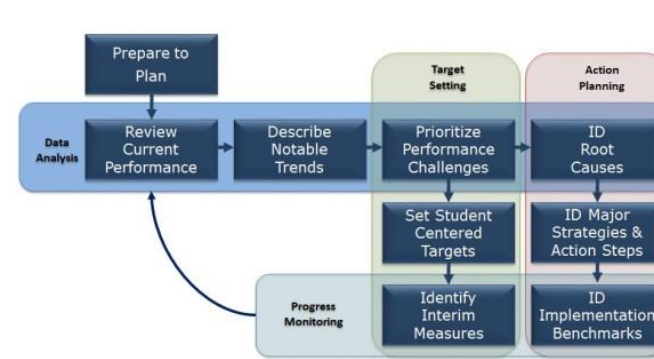 Prepare to
Plan
Target
Setting
Action
Planning
Data
Analysis
Review
Current
Performance
Describe
Notable
Trends
Prioritize
Performance
Challenges
ID
Root
Causes
Set Student
Centered
Targets
ID Major
Strategies &
Action Steps
Progress
Monitoring
Identify
Interim
Measures
ID
Implementation
Benchmarks